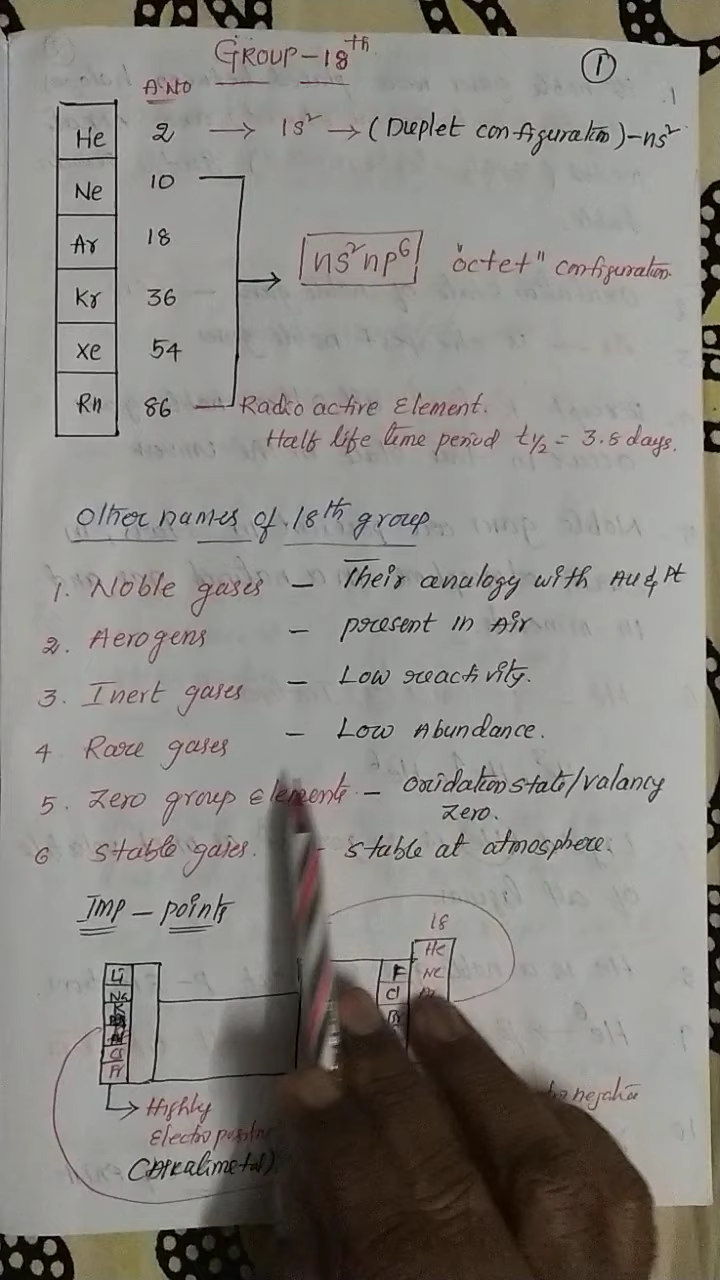 GROUP-18th
1
A.NO
He 2 → 1s² → (Duplet configuration)-ns²
Ne 10
Ar 18
ns²np⁶ "octet" configuration.
Kr 36
Xe 54
Rn 86 — Radio active Element.
Half life time period t½ = 3.8 days.
Other names of 18th group
1. Noble gases - Their analogy with Au & Pt
2. Aerogens - present in Air
3. Inert gases - Low reactivity.
4 Rare gases - Low Abundance.
5. Zero group Elements - oxidation state/valancy
Zero.
6 Stable gases. - stable at atmosphere.
Imp - points
18
Li F He
Na Cl Ne
K
Cs
Fr
Highly
Electro positive
(Alkali metal).